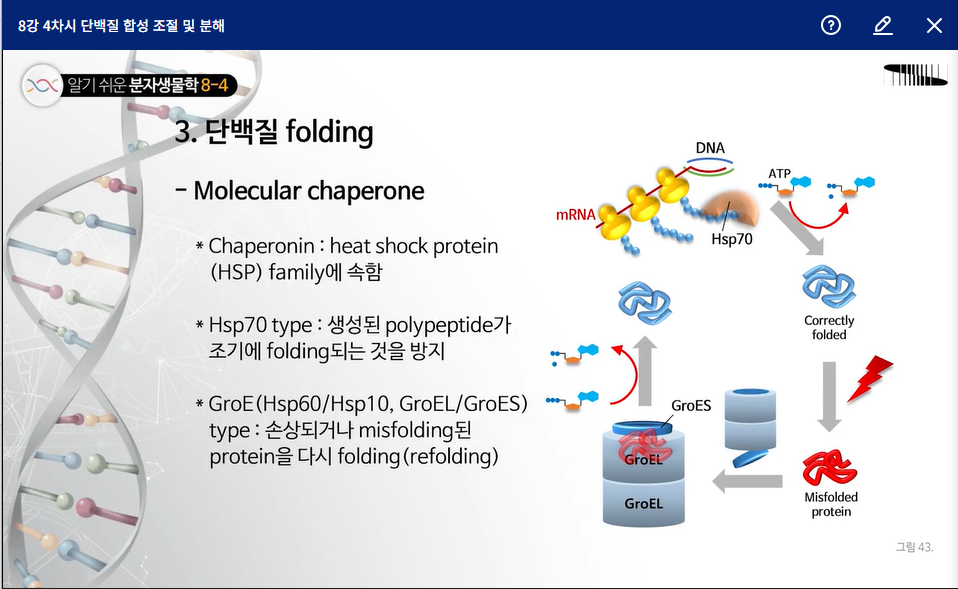 8강 4차시 단백질 합성 조절 및 분해
알기 쉬운 분자생물학 8-4
3. 단백질 folding
- Molecular chaperone
* Chaperonin : heat shock protein
(HSP) family에 속함
* Hsp70 type : 생성된 polypeptide가
조기에 folding되는 것을 방지
* GroE(Hsp60/Hsp10, GroEL/GroES)
type : 손상되거나 misfolding된
protein을 다시 folding(refolding)
DNA
ATP
mRNA
Hsp70
Correctly
folded
GroES
GroEL
GroEL
Misfolded
protein
그림 43.